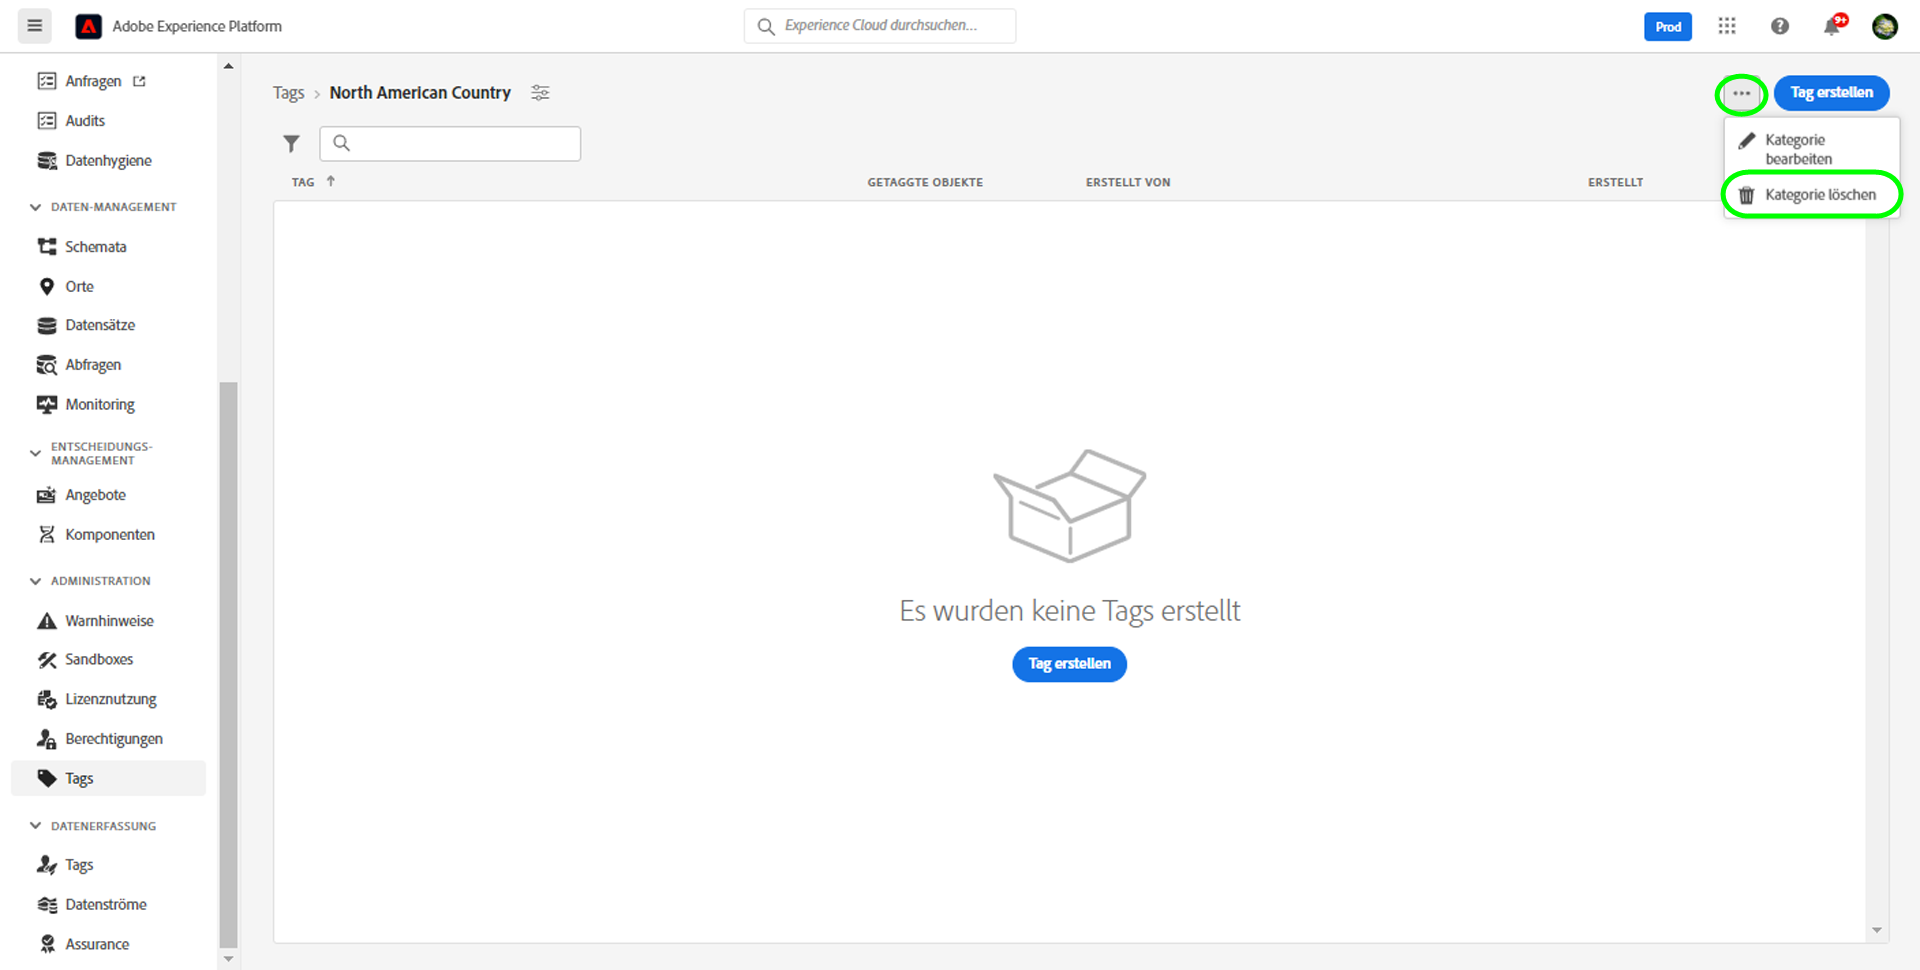 Adobe Experience Platform
Experience Cloud durchsuchen...
Prod
9+
Anfragen
Audits
Datenhygiene
DATEN-MANAGEMENT
Schemata
Orte
Datensätze
Abfragen
Monitoring
ENTSCHEIDUNGS-
MANAGEMENT
Angebote
Komponenten
ADMINISTRATION
Warnhinweise
Sandboxes
Lizenznutzung
Berechtigungen
Tags
DATENERFASSUNG
Tags
Datenströme
Assurance
Tags > North American Country
Tag erstellen
Kategorie
bearbeiten
Kategorie löschen
TAG GETAGGTE OBJEKTE ERSTELLT VON ERSTELLT
Es wurden keine Tags erstellt
Tag erstellen